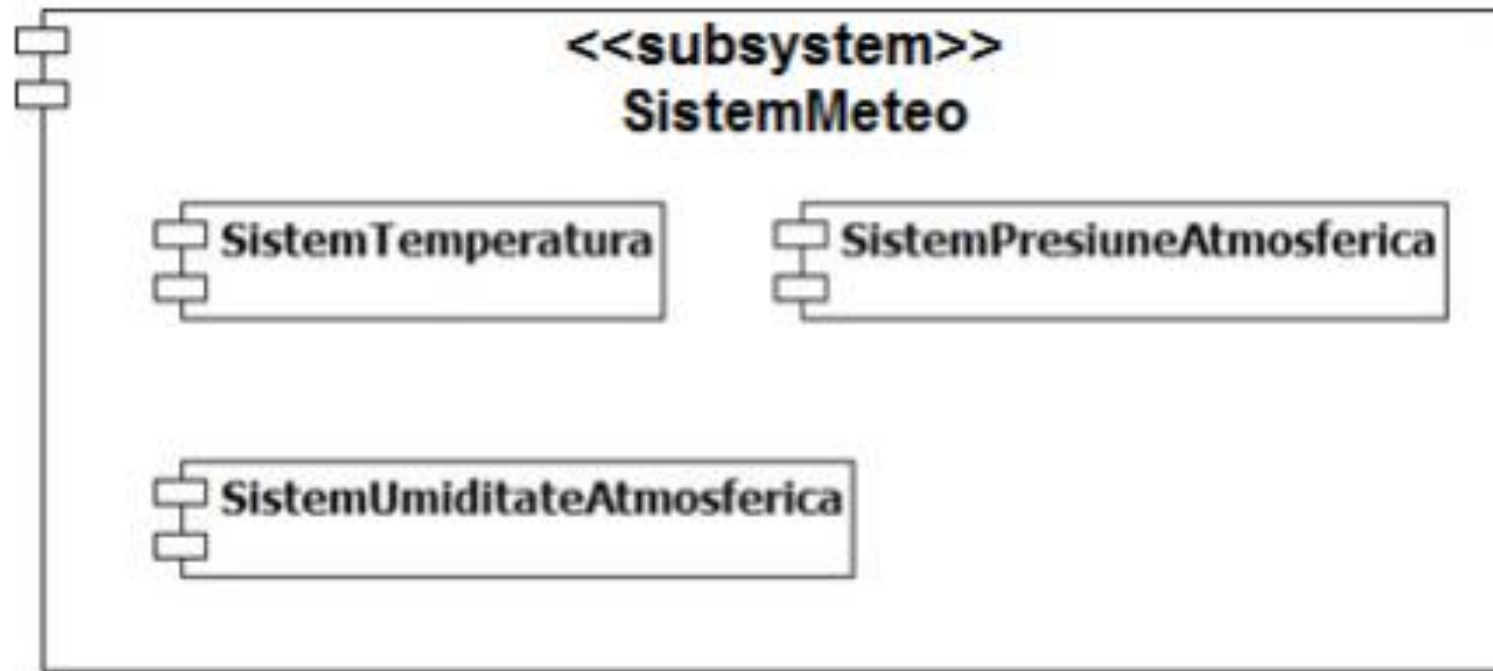 <<subsystem>>
SistemMeteo
SistemTemperatura
SistemPresiuneAtmosferica
SistemUmiditateAtmosferica